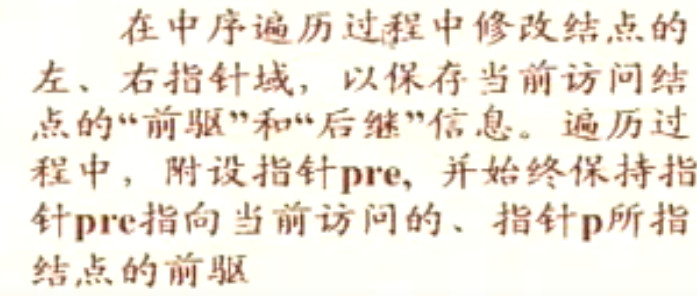 在中序遍历过程中修改结点的
左、右指针域，以保存当前访问结
点的“前驱”和“后继”信息。遍历过
程中，附设指针pre, 并始终保持指
针pre指向当前访问的、指针p所指
结点的前驱